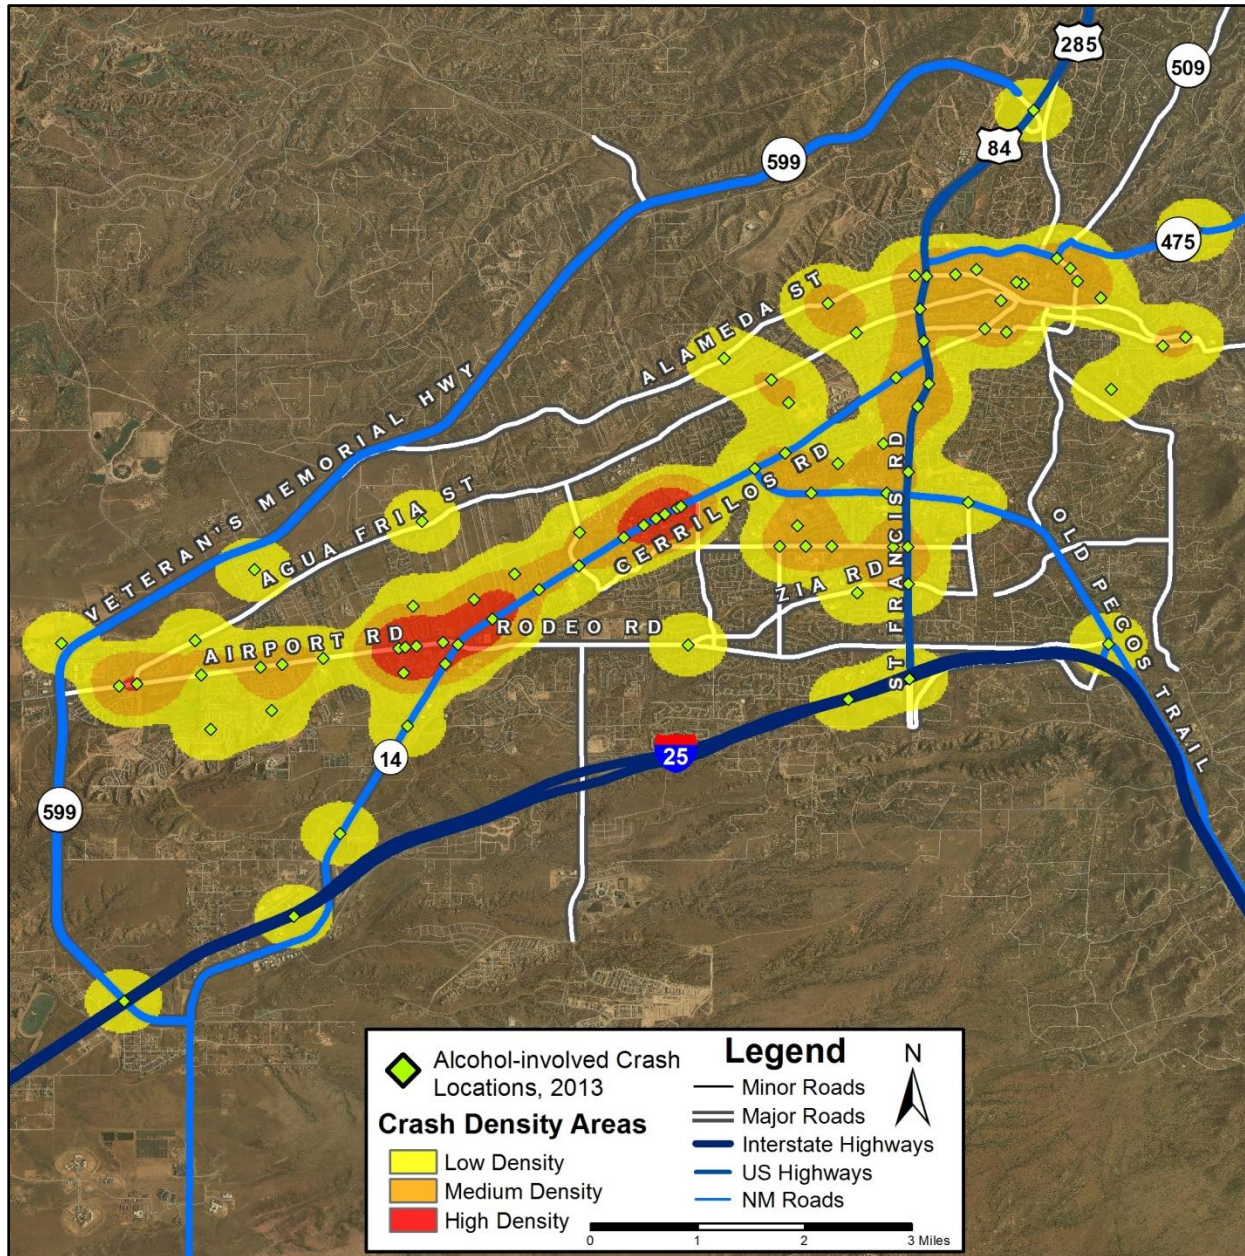 285
509
84
599
475
ALAMEDA ST
VETERAN'S MEMORIAL HWY
AGUA FRIA ST
CERRILLOS RD
ST FRANCIS RD
OLD PECOS TRAIL
ZIA RD
AIRPORT RD
RODEO RD
14
25
599
Legend
N
Alcohol-involved Crash
Locations, 2013
Crash Density Areas
Low Density
Medium Density
High Density
Minor Roads
Major Roads
Interstate Highways
US Highways
NM Roads
0 1 2 3 Miles